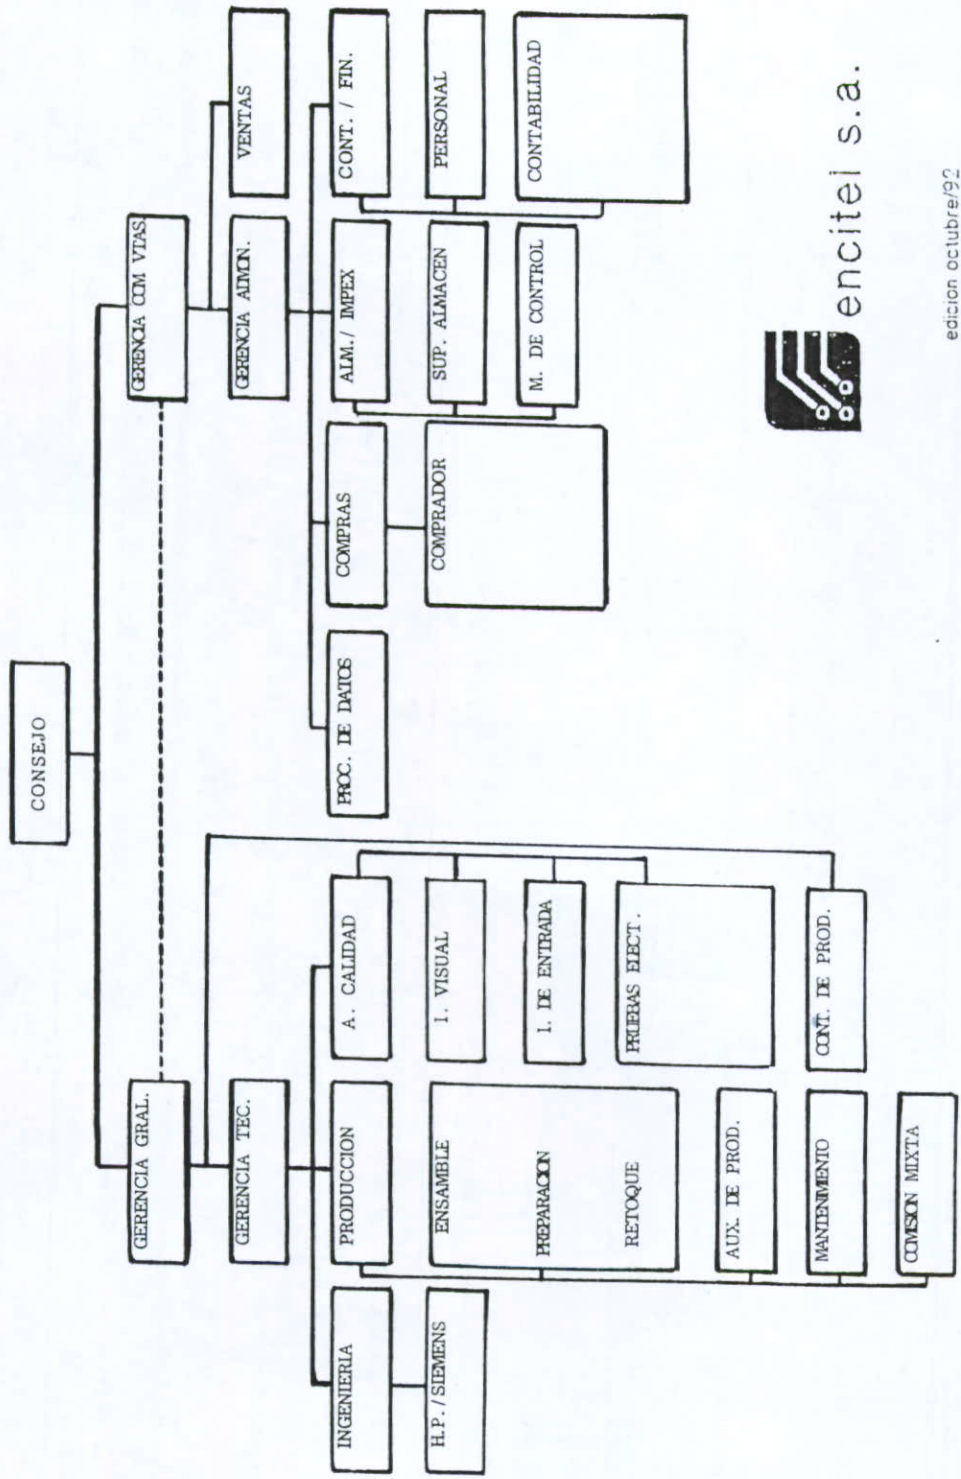 CONSEJO
GERENCIA GRAL.
GERENCIA COM VTAS.
GERENCIA TEC.
GERENCIA ADMON.
VENTAS
INGENIERIA
PRODUCCION
A. CALIDAD
PROC. DE DATOS
COMPRAS
ALM./ IMPEX
CONT. / FIN.
H.P./SIEMENS
ENSAMBLE
PREPARACION
RETOQUE
I. VISUAL
COMPRADOR
SUP. ALMACEN
PERSONAL
I. DE ENTRADA
M. DE CONTROL
CONTABILIDAD
PRUEBAS ELECT.
AUX. DE PROD.
MANTENIMIENTO
CONT. DE PROD.
COMISION MIXTA
encitel s.a.
edicion octubre/92